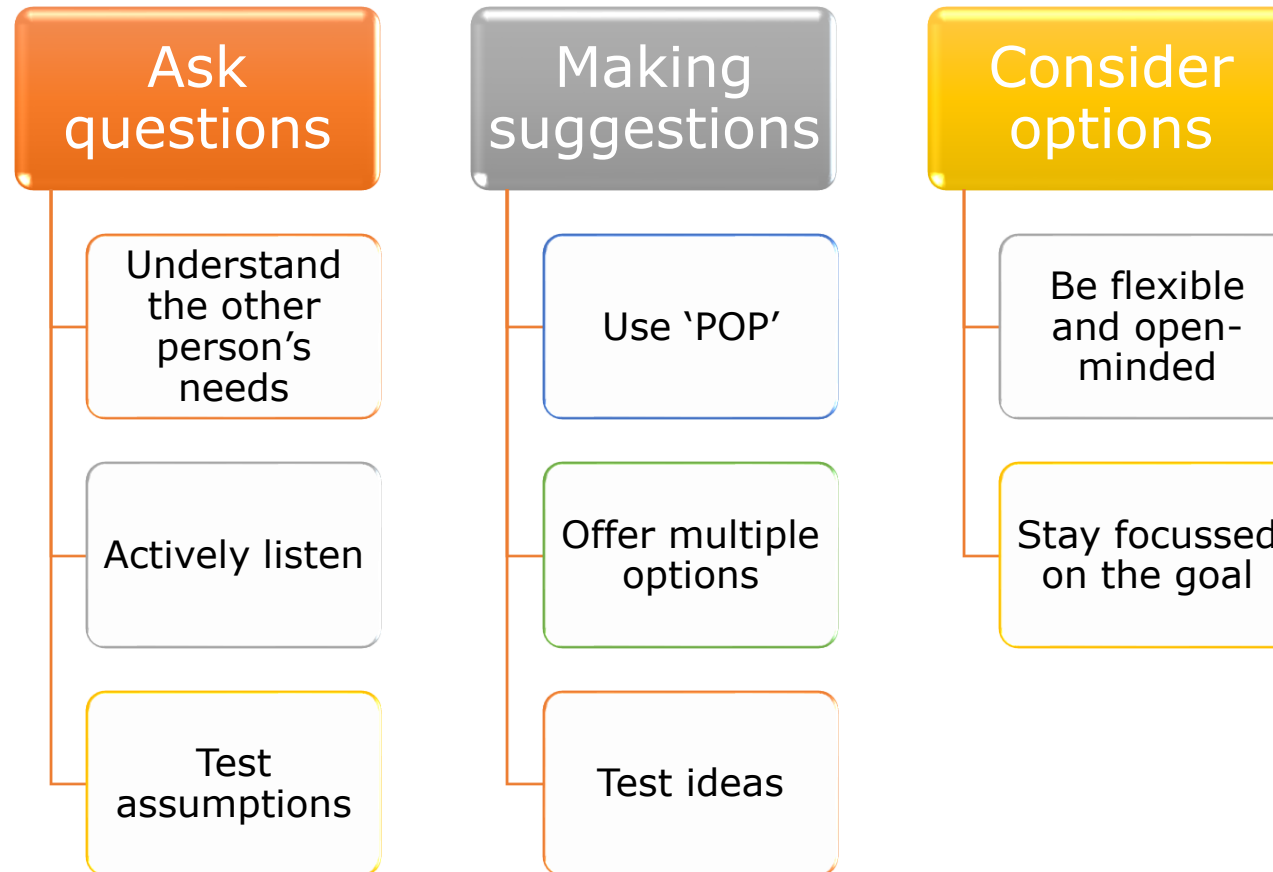 Ask
questions
Understand
the other
person’s
needs
Actively listen
Test
assumptions
Making
suggestions
Use ‘POP’
Offer multiple
options
Test ideas
Consider
options
Be flexible
and open-
minded
Stay focussed
on the goal